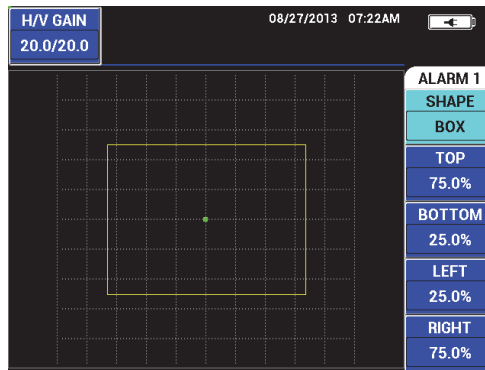 H/V GAIN
20.0/20.0
08/27/2013 07:22AM
ALARM 1
SHAPE
BOX
TOP
75.0%
BOTTOM
25.0%
LEFT
25.0%
RIGHT
75.0%